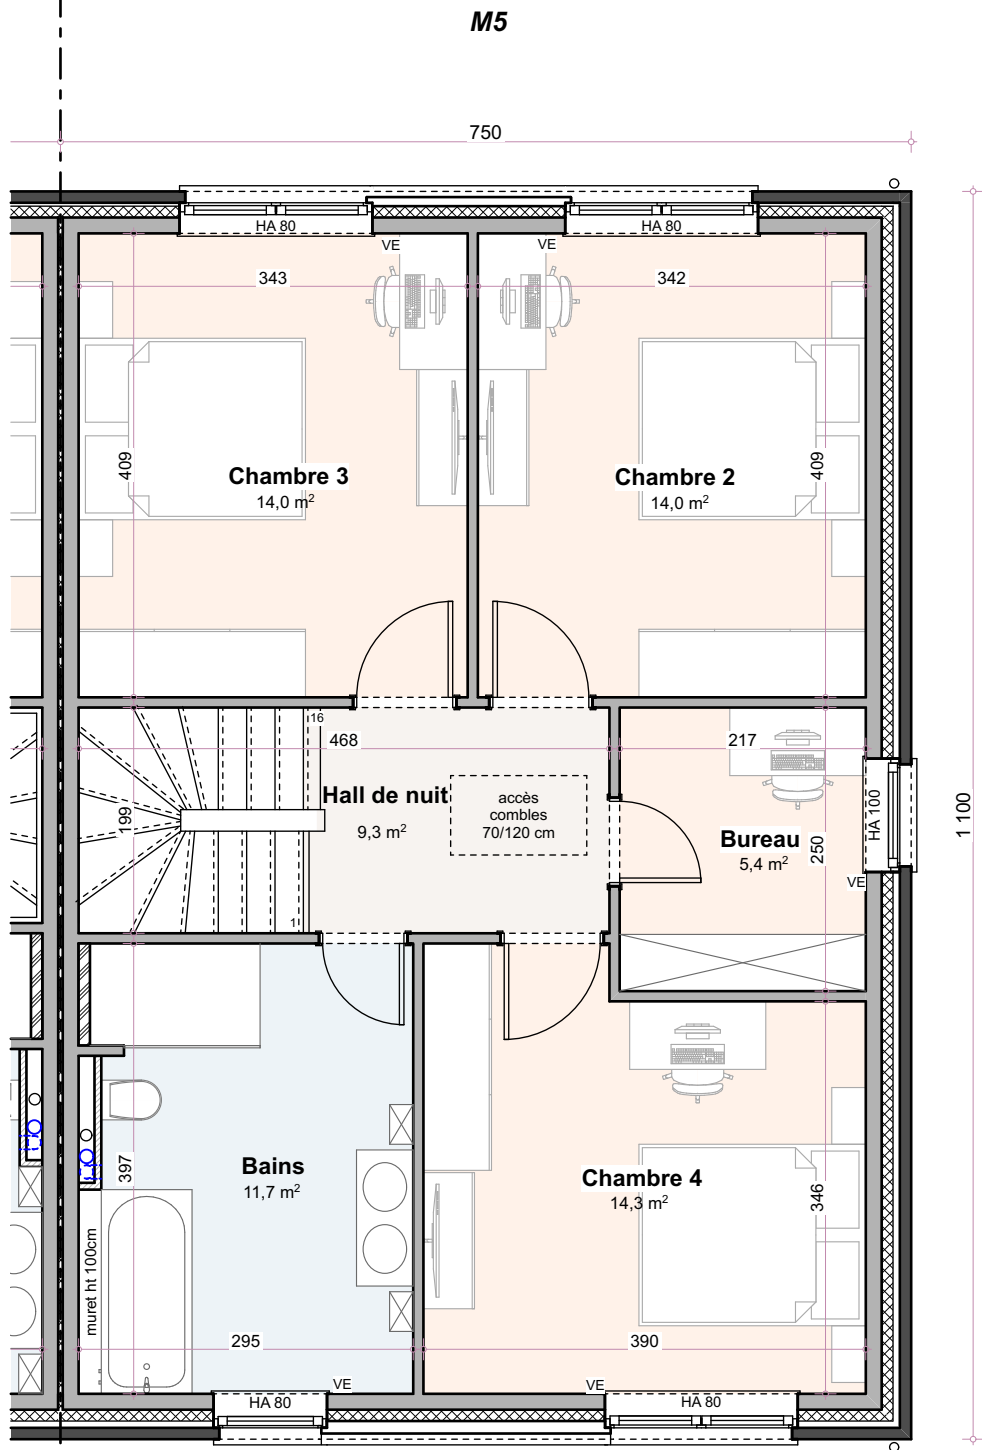 M5
750
HA 80
HA 80
VE
VE
343
342
409
409
Chambre 3
14,0 m²
Chambre 2
14,0 m²
16
468
217
Hall de nuit
9,3 m²
accès
combles
70/120 cm
199
Bureau
5,4 m²
250
HA 100
VE
1 100
1
Bains
11,7 m²
397
Chambre 4
14,3 m²
346
muret ht 100cm
295
390
VE
VE
HA 80
HA 80